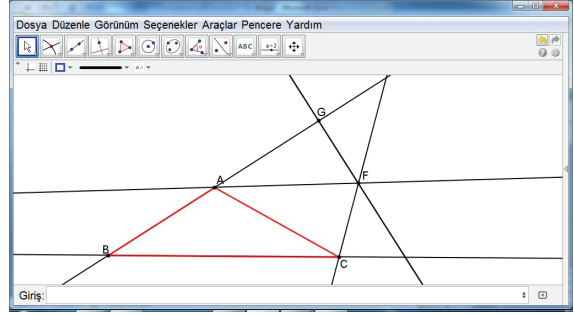 Dosya Düzenle Görünüm Seçenekler Araçlar Pencere Yardım
ABC a=2
G
A
F
B
C
Giriş: